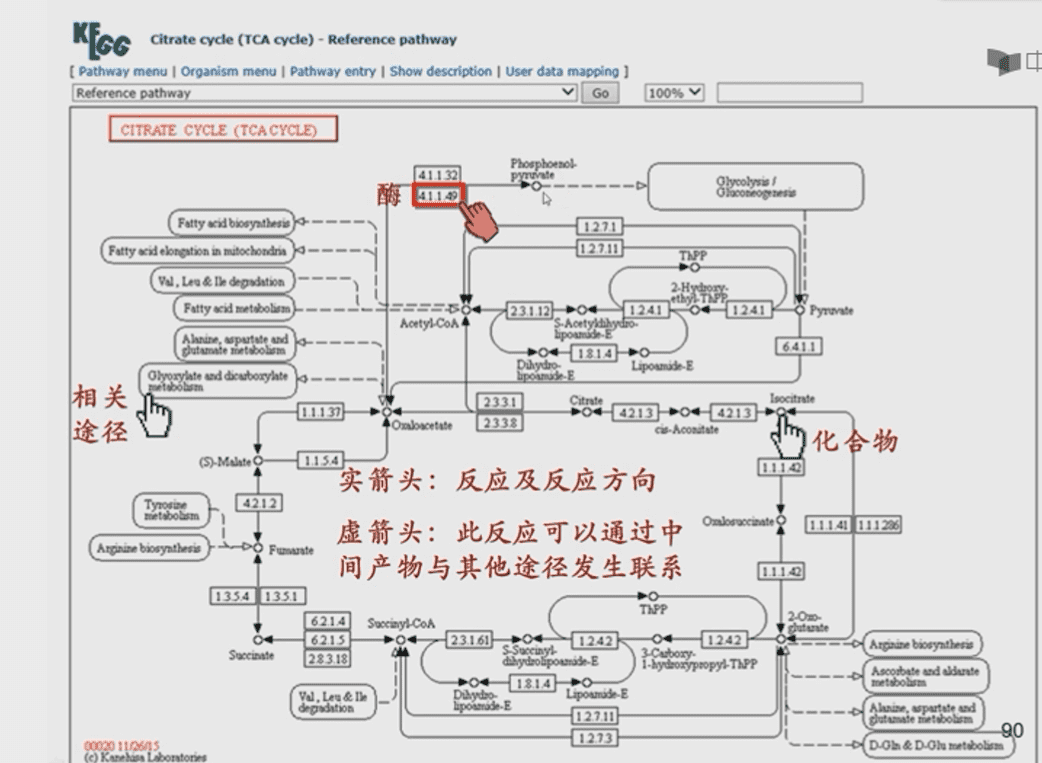 KEGG
Citrate cycle (TCA cycle) - Reference pathway
[ Pathway menu | Organism menu | Pathway entry | Show description | User data mapping ]
Reference pathway
Go
100%
CITRATE CYCLE (TCA CYCLE)
4.1.1.32
酶
4.1.1.49
Phosphoenol-
pyruvate
Glycolysis /
Gluconeogenesis
Fatty acid biosynthesis
1.2.7.1
Fatty acid elongation in mitochondria
1.2.7.11
ThPP
Val, Leu & Ile degradation
2-Hydroxy-
ethyl-ThPP
Fatty acid metabolism
Acetyl-CoA
2.3.1.12
S-Acetyldihydro-
lipoamide-E
1.2.4.1
1.2.4.1
Pyruvate
Alanine, aspartate and
glutamate metabolism
Dihydro-
lipoamide-E
1.8.1.4
Lipoamide-E
6.4.1.1
Glyoxylate and dicarboxylate
metabolism
相关
途径
1.1.1.37
Oxaloacetate
2.3.3.1
2.3.3.8
Citrate
4.2.1.3
cis-Aconitate
4.2.1.3
Isocitrate
化合物
(S)-Malate
1.1.5.4
1.1.1.42
实箭头：反应及反应方向
4.2.1.2
Tyrosine
metabolism
Oxalosuccinate
1.1.1.41
1.1.1.286
虚箭头：此反应可以通过中
间产物与其他途径发生联系
Arginine biosynthesis
Fumarate
1.1.1.42
1.3.5.4
1.3.5.1
ThPP
6.2.1.4
6.2.1.5
2.8.3.18
Succinate
Succinyl-CoA
2.3.1.61
S-Succinyl-
dihydrolipoamide-E
1.2.4.2
3-Carboxy-
1-hydroxypropyl-ThPP
1.2.4.2
2-Oxo-
glutarate
Arginine biosynthesis
Ascorbate and aldarate
metabolism
Val, Leu & Ile
degradation
Dihydro-
lipoamide-E
1.8.1.4
Lipoamide-E
1.2.7.11
Alanine, aspartate and
glutamate metabolism
1.2.7.3
D-Gln & D-Glu metabolism
90
00020 11/26/15
(c) Kanehisa Laboratories